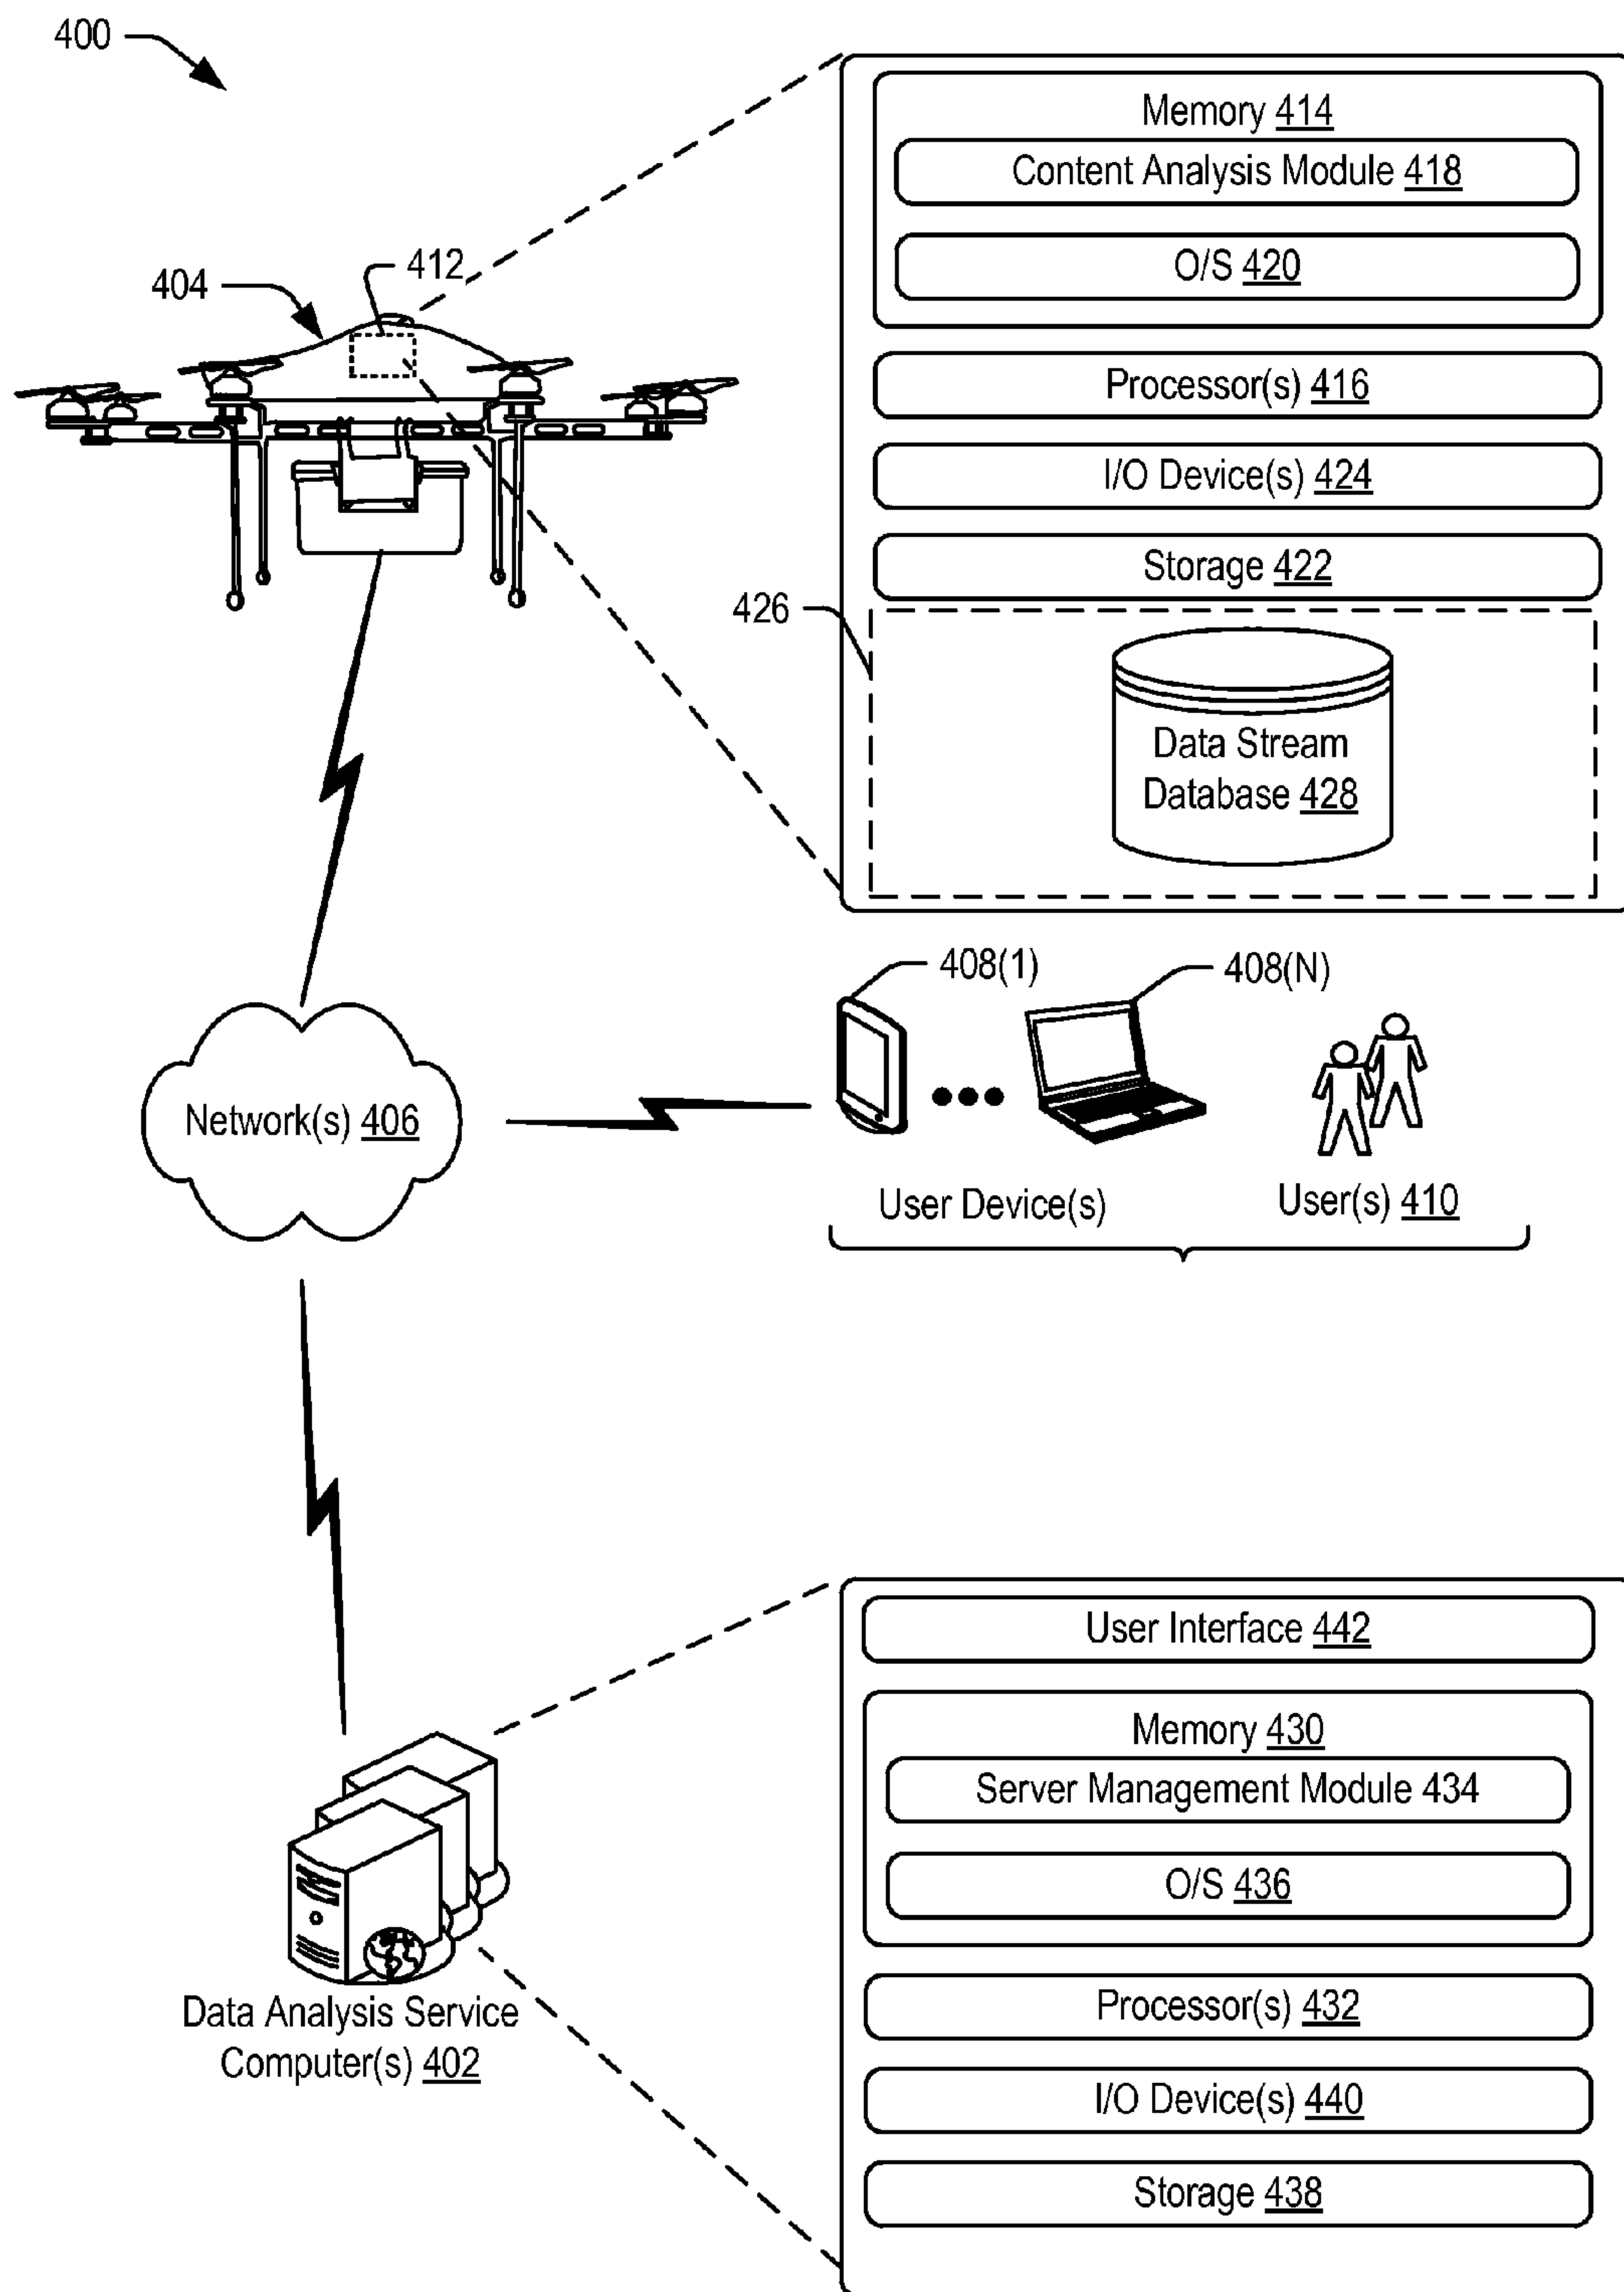 400
Memory 414
Content Analysis Module 418
O/S 420
412
404
Processor(s) 416
I/O Device(s) 424
Storage 422
426
Data Stream
Database 428
408(1)
408(N)
Network(s) 406
User Device(s)
User(s) 410
User Interface 442
Memory 430
Server Management Module 434
O/S 436
Data Analysis Service
Computer(s) 402
Processor(s) 432
I/O Device(s) 440
Storage 438